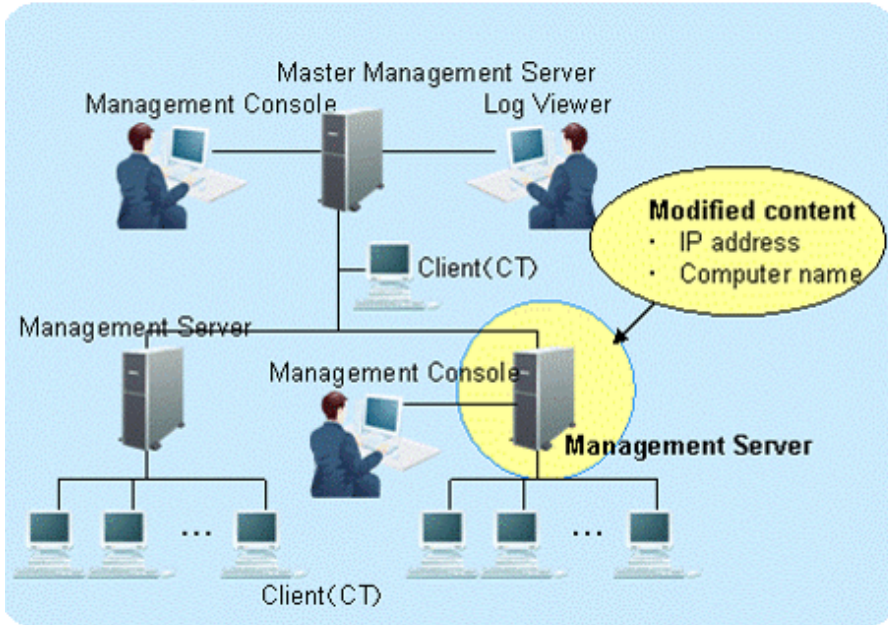 Master Management Server
Management Console
Log Viewer
Modified content
· IP address
· Computer name
Client(CT)
Management Server
Management Console
Management Server
...
...
Client(CT)